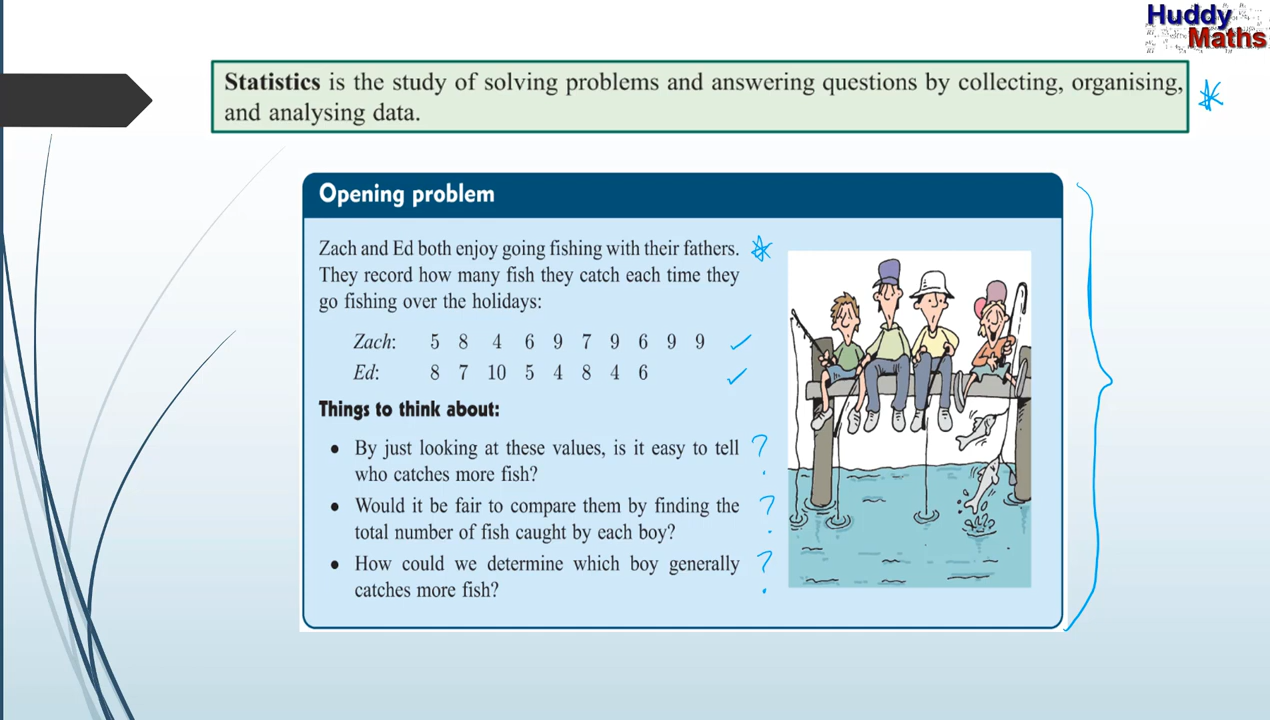 Huddy
Maths
Statistics is the study of solving problems and answering questions by collecting, organising,
and analysing data.
Opening problem
Zach and Ed both enjoy going fishing with their fathers.
They record how many fish they catch each time they
go fishing over the holidays:
Zach: 5 8 4 6 9 7 9 6 9 9
Ed: 8 7 10 5 4 8 4 6
Things to think about:
• By just looking at these values, is it easy to tell
who catches more fish?
• Would it be fair to compare them by finding the
total number of fish caught by each boy?
• How could we determine which boy generally
catches more fish?